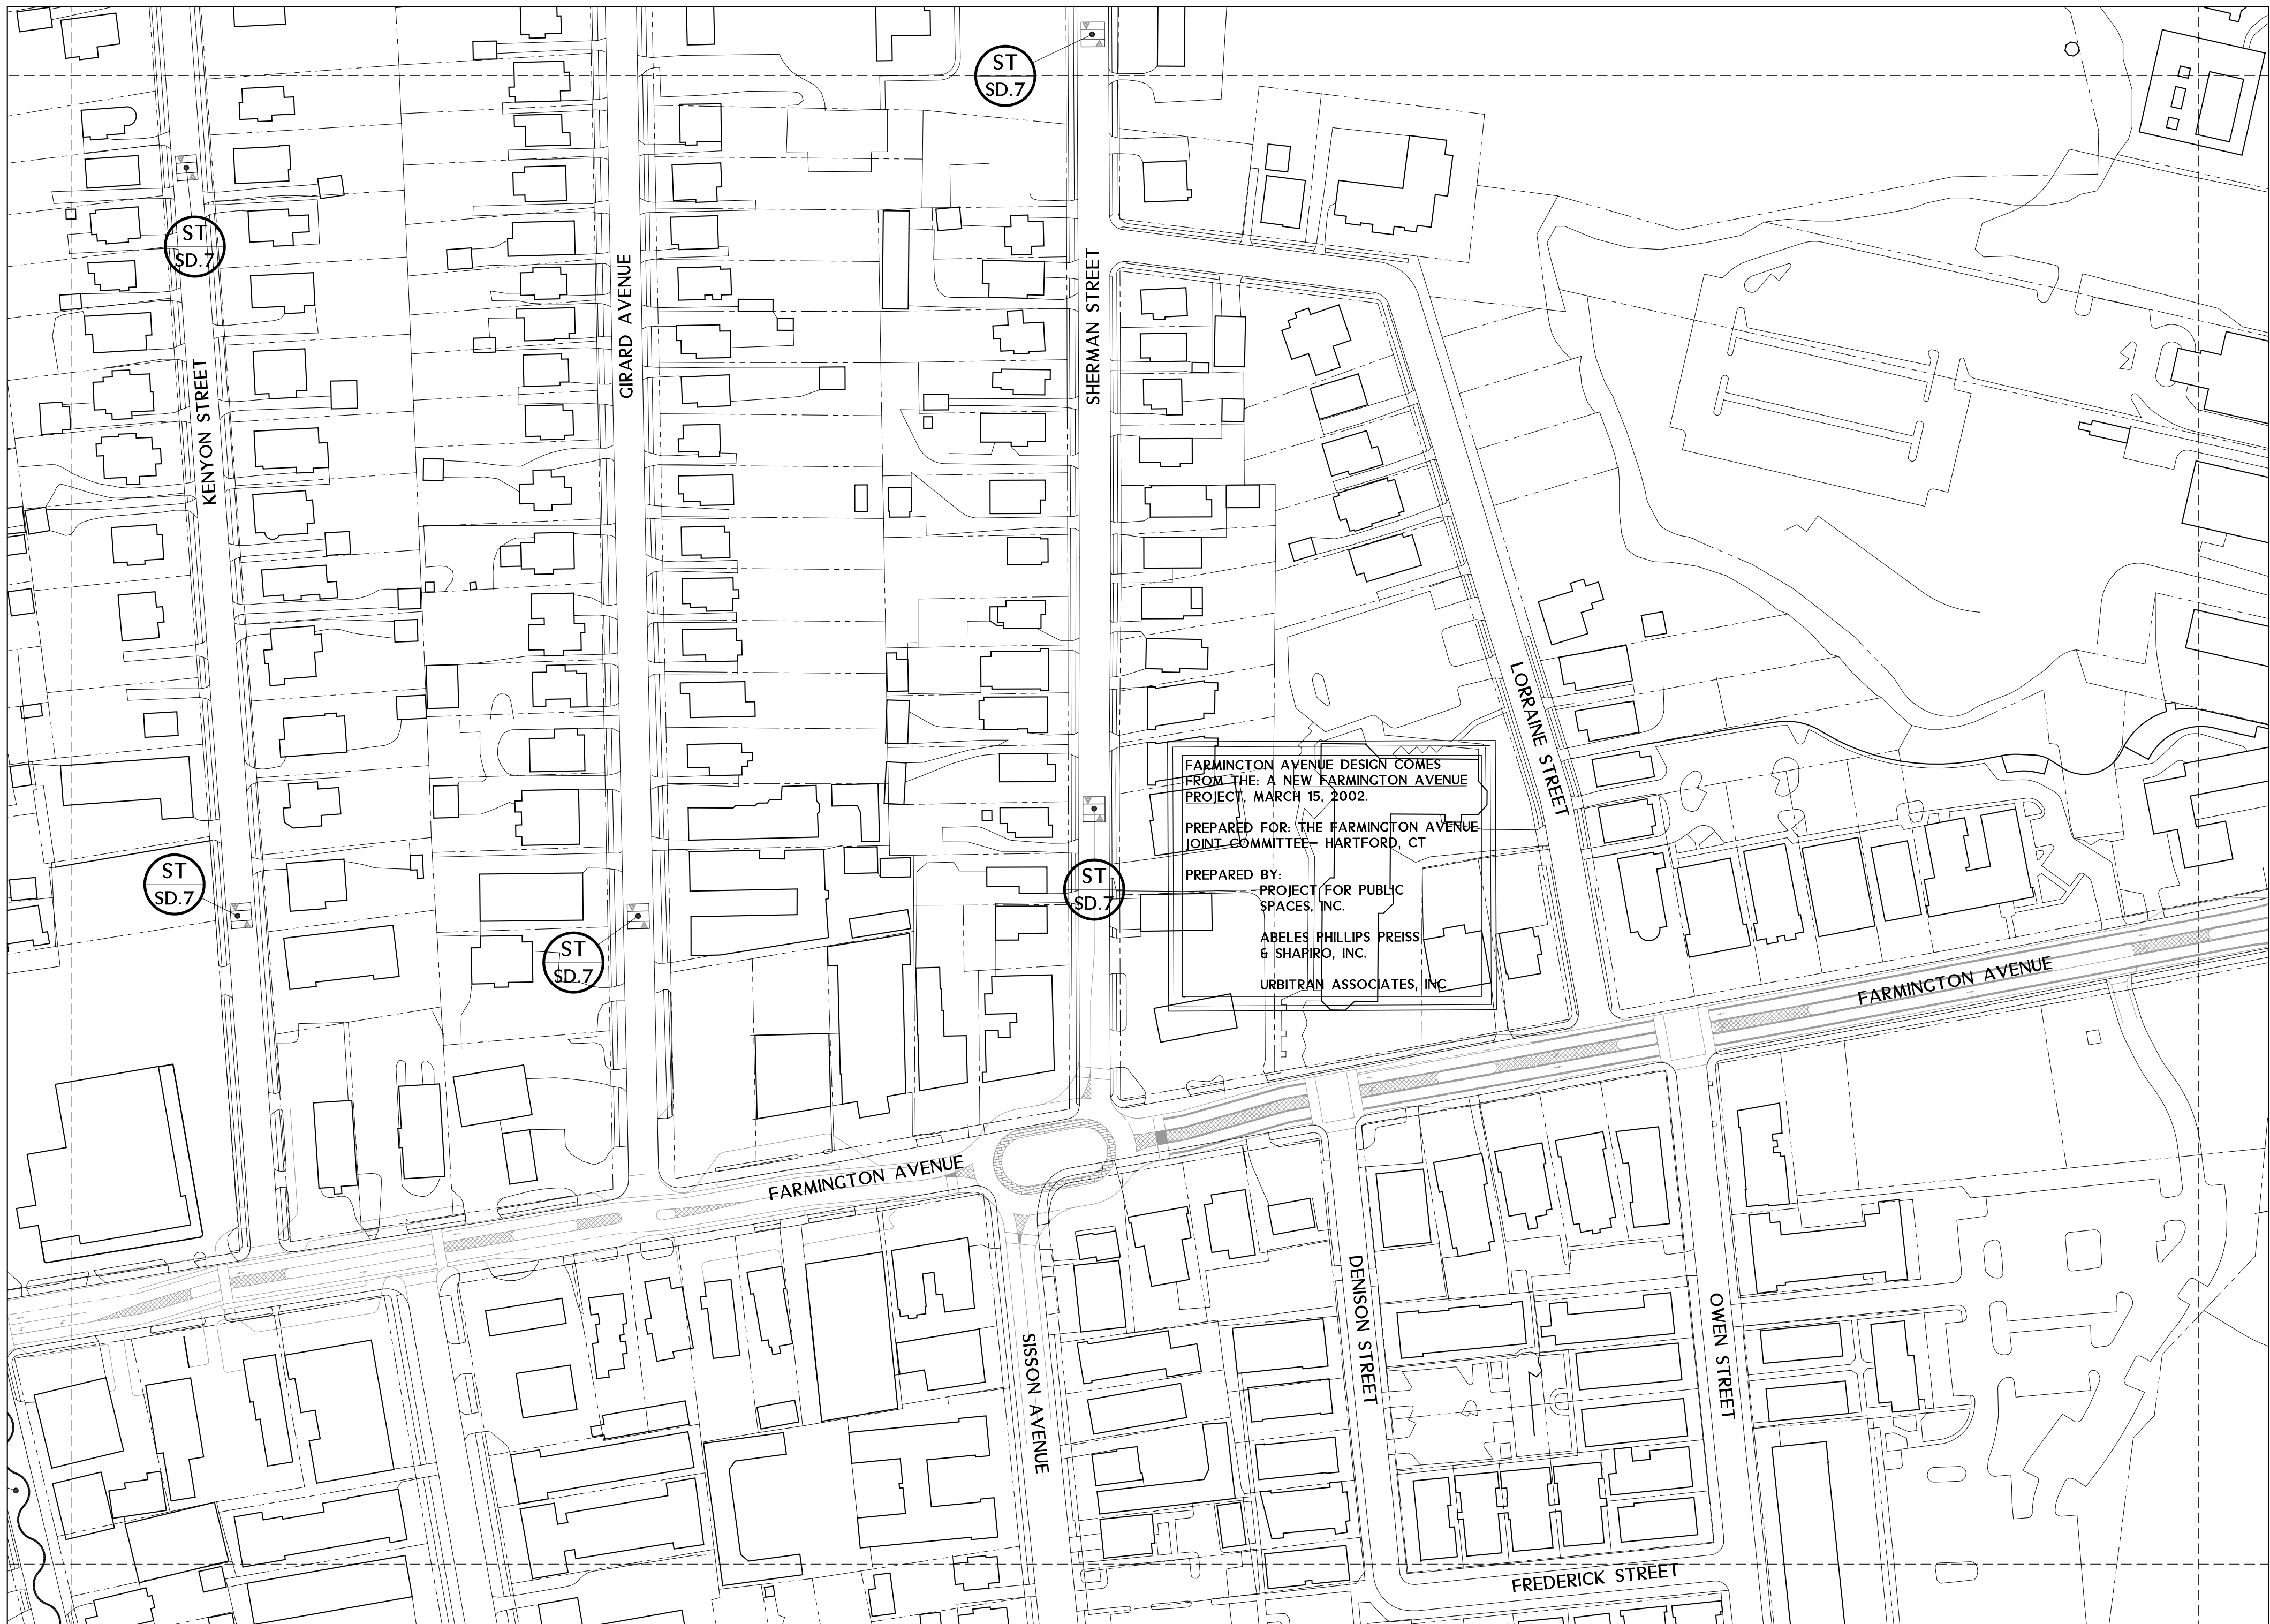 ST
SD.7
ST
SD.7
GIRARD AVENUE
SHERMAN STREET
KENYON STREET
LORRAINE STREET
FARMINGTON AVENUE DESIGN COMES
FROM THE: A NEW FARMINGTON AVENUE
PROJECT, MARCH 15, 2002.
PREPARED FOR: THE FARMINGTON AVENUE
JOINT COMMITTEE- HARTFORD, CT
PREPARED BY:
PROJECT FOR PUBLIC
SPACES, INC.
ABELES PHILLIPS PREISS
& SHAPIRO, INC.
URBITRAN ASSOCIATES, INC
ST
SD.7
ST
SD.7
ST
SD.7
FARMINGTON AVENUE
FARMINGTON AVENUE
DENISON STREET
OWEN STREET
SISSON AVENUE
FREDERICK STREET